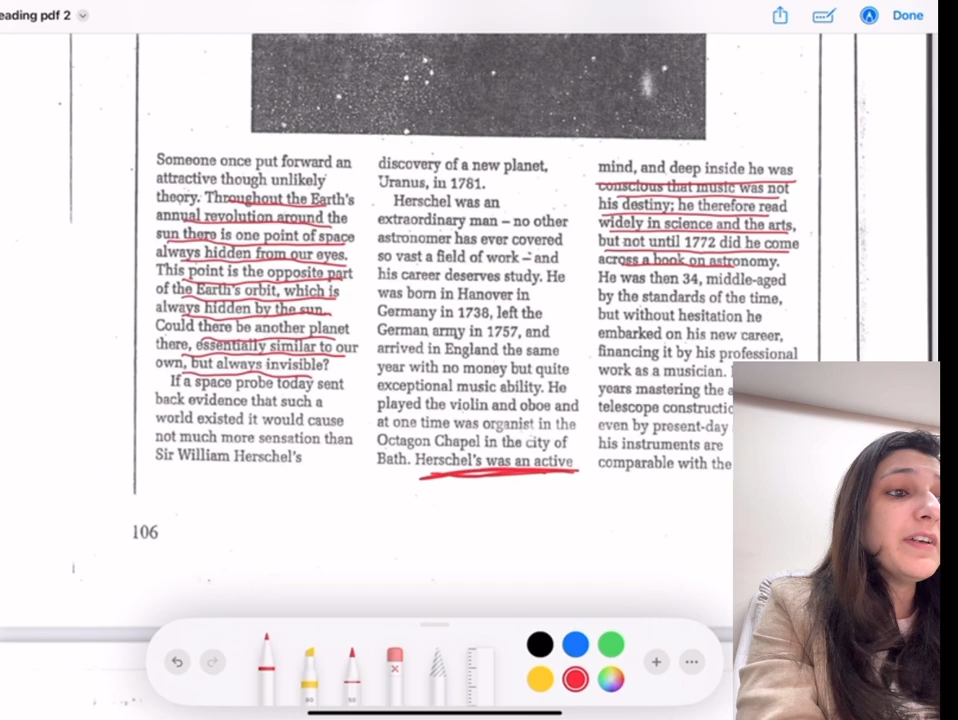 eading pdf 2
Done
Someone once put forward an
attractive though unlikely
theory. Throughout the Earth's
annual revolution around the
sun there is one point of space
always hidden from our eyes.
This point is the opposite part
of the Earth's orbit, which is
always hidden by the sun.
Could there be another planet
there, essentially similar to our
own, but always invisible?
If a space probe today sent
back evidence that such a
world existed it would cause
not much more sensation than
Sir William Herschel's
discovery of a new planet,
Uranus, in 1781.
Herschel was an
extraordinary man – no other
astronomer has ever covered
so vast a field of work – and
his career deserves study. He
was born in Hanover in
Germany in 1738, left the
German army in 1757, and
arrived in England the same
year with no money but quite
exceptional music ability. He
played the violin and oboe and
at one time was organist in the
Octagon Chapel in the city of
Bath. Herschel's was an active
mind, and deep inside he was
conscious that music was not
his destiny; he therefore read
widely in science and the arts,
but not until 1772 did he come
across a book on astronomy.
He was then 34, middle-aged
by the standards of the time,
but without hesitation he
embarked on his new career,
financing it by his professional
work as a musician.
years mastering the a
telescope constructio
even by present-day
his instruments are
comparable with the
106